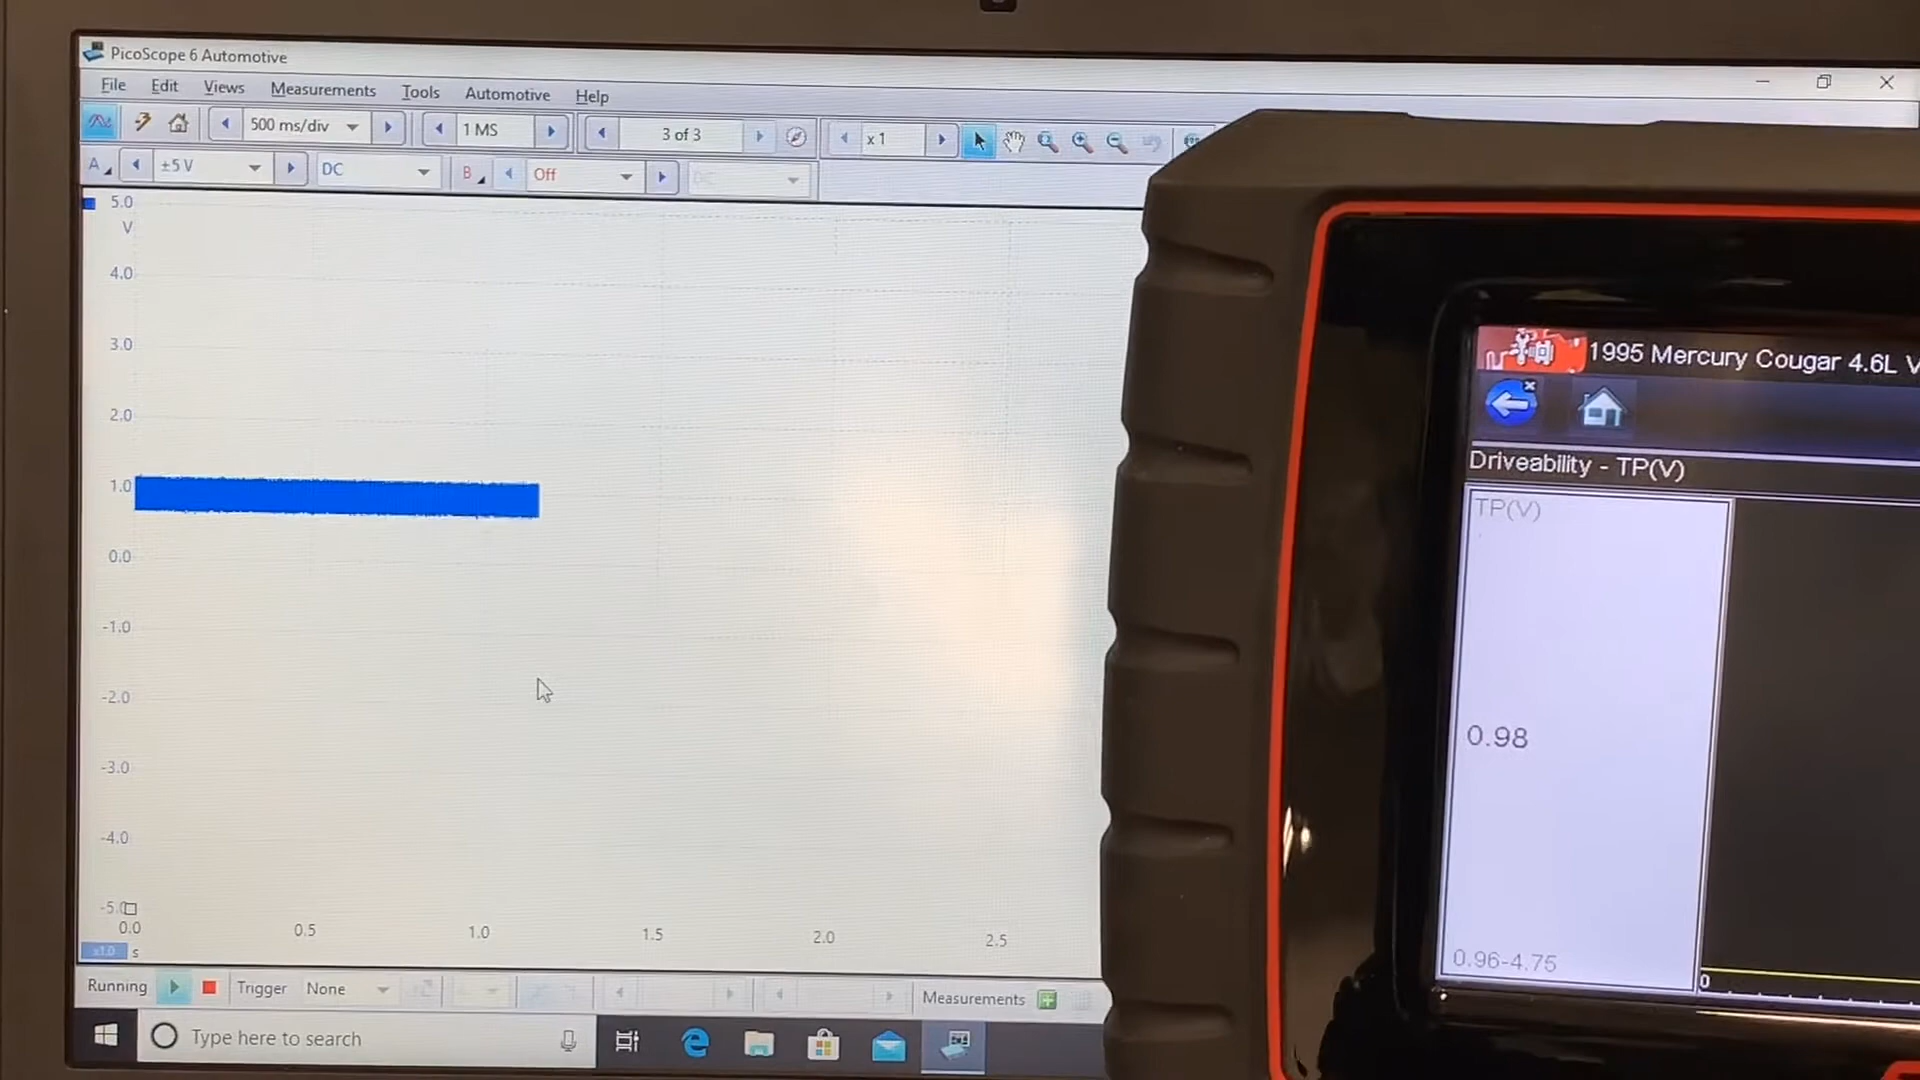 PicoScope 6 Automotive
File Edit Views Measurements Tools Automotive Help
500 ms/div 1 MS 3 of 3 x 1
A ±5 V DC B Off DC
5.0
V
4.0
3.0
2.0
1.0
0.0
-1.0
-2.0
-3.0
-4.0
-5.0
0.0 0.5 1.0 1.5 2.0 2.5
x1.0 s
Running Trigger None Measurements
Type here to search
1995 Mercury Cougar 4.6L V
Driveability - TP(V)
TP(V)
0.98
0.96-4.75
0